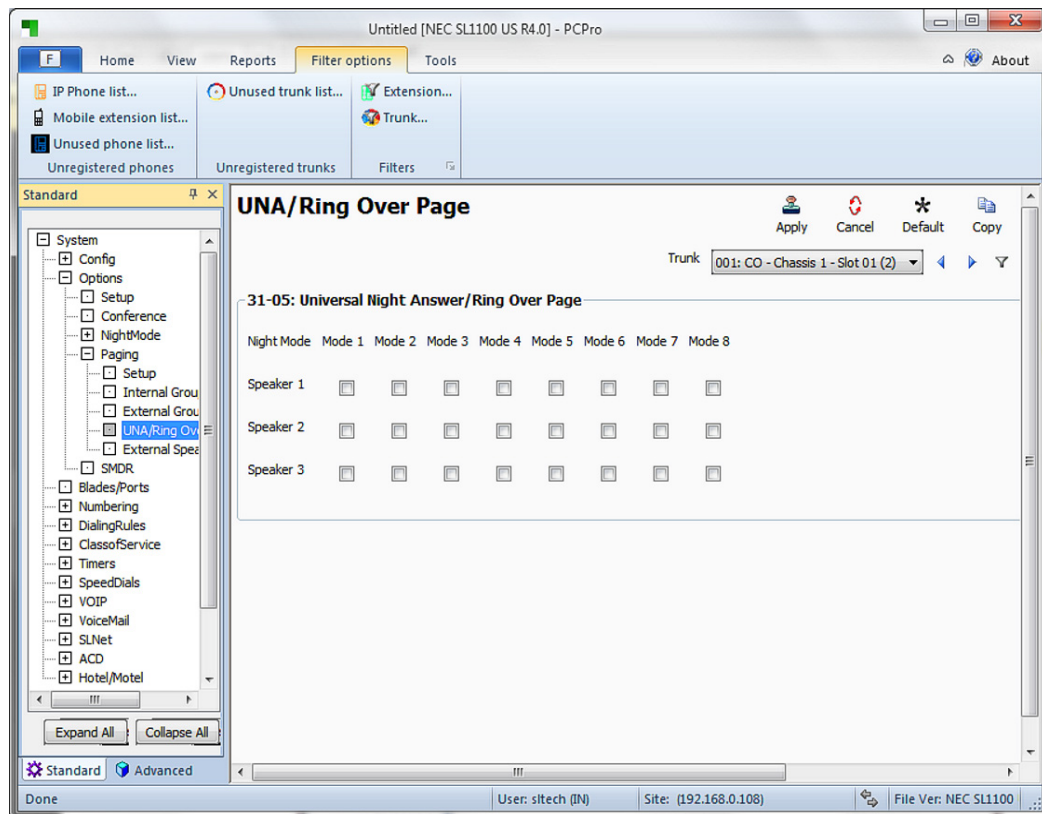 Untitled [NEC SL1100 US R4.0] - PCPro
F Home View Reports Filter options Tools About
IP Phone list...
Mobile extension list...
Unused phone list...
Unregistered phones
Unused trunk list...
Unregistered trunks
Extension...
Trunk...
Filters
Standard
System
Config
Options
Setup
Conference
NightMode
Paging
Setup
Internal Grou
External Grou
UNA/Ring Ov
External Spea
SMDR
Blades/Ports
Numbering
DialingRules
ClassofService
Timers
SpeedDials
VOIP
VoiceMail
SLNet
ACD
Hotel/Motel
Expand All Collapse All
Standard Advanced
UNA/Ring Over Page
Apply Cancel Default Copy
Trunk 001: CO - Chassis 1 - Slot 01 (2)
31-05: Universal Night Answer/Ring Over Page
Night Mode Mode 1 Mode 2 Mode 3 Mode 4 Mode 5 Mode 6 Mode 7 Mode 8
Speaker 1
Speaker 2
Speaker 3
Done User: sltech (IN) Site: (192.168.0.108) File Ver: NEC SL1100